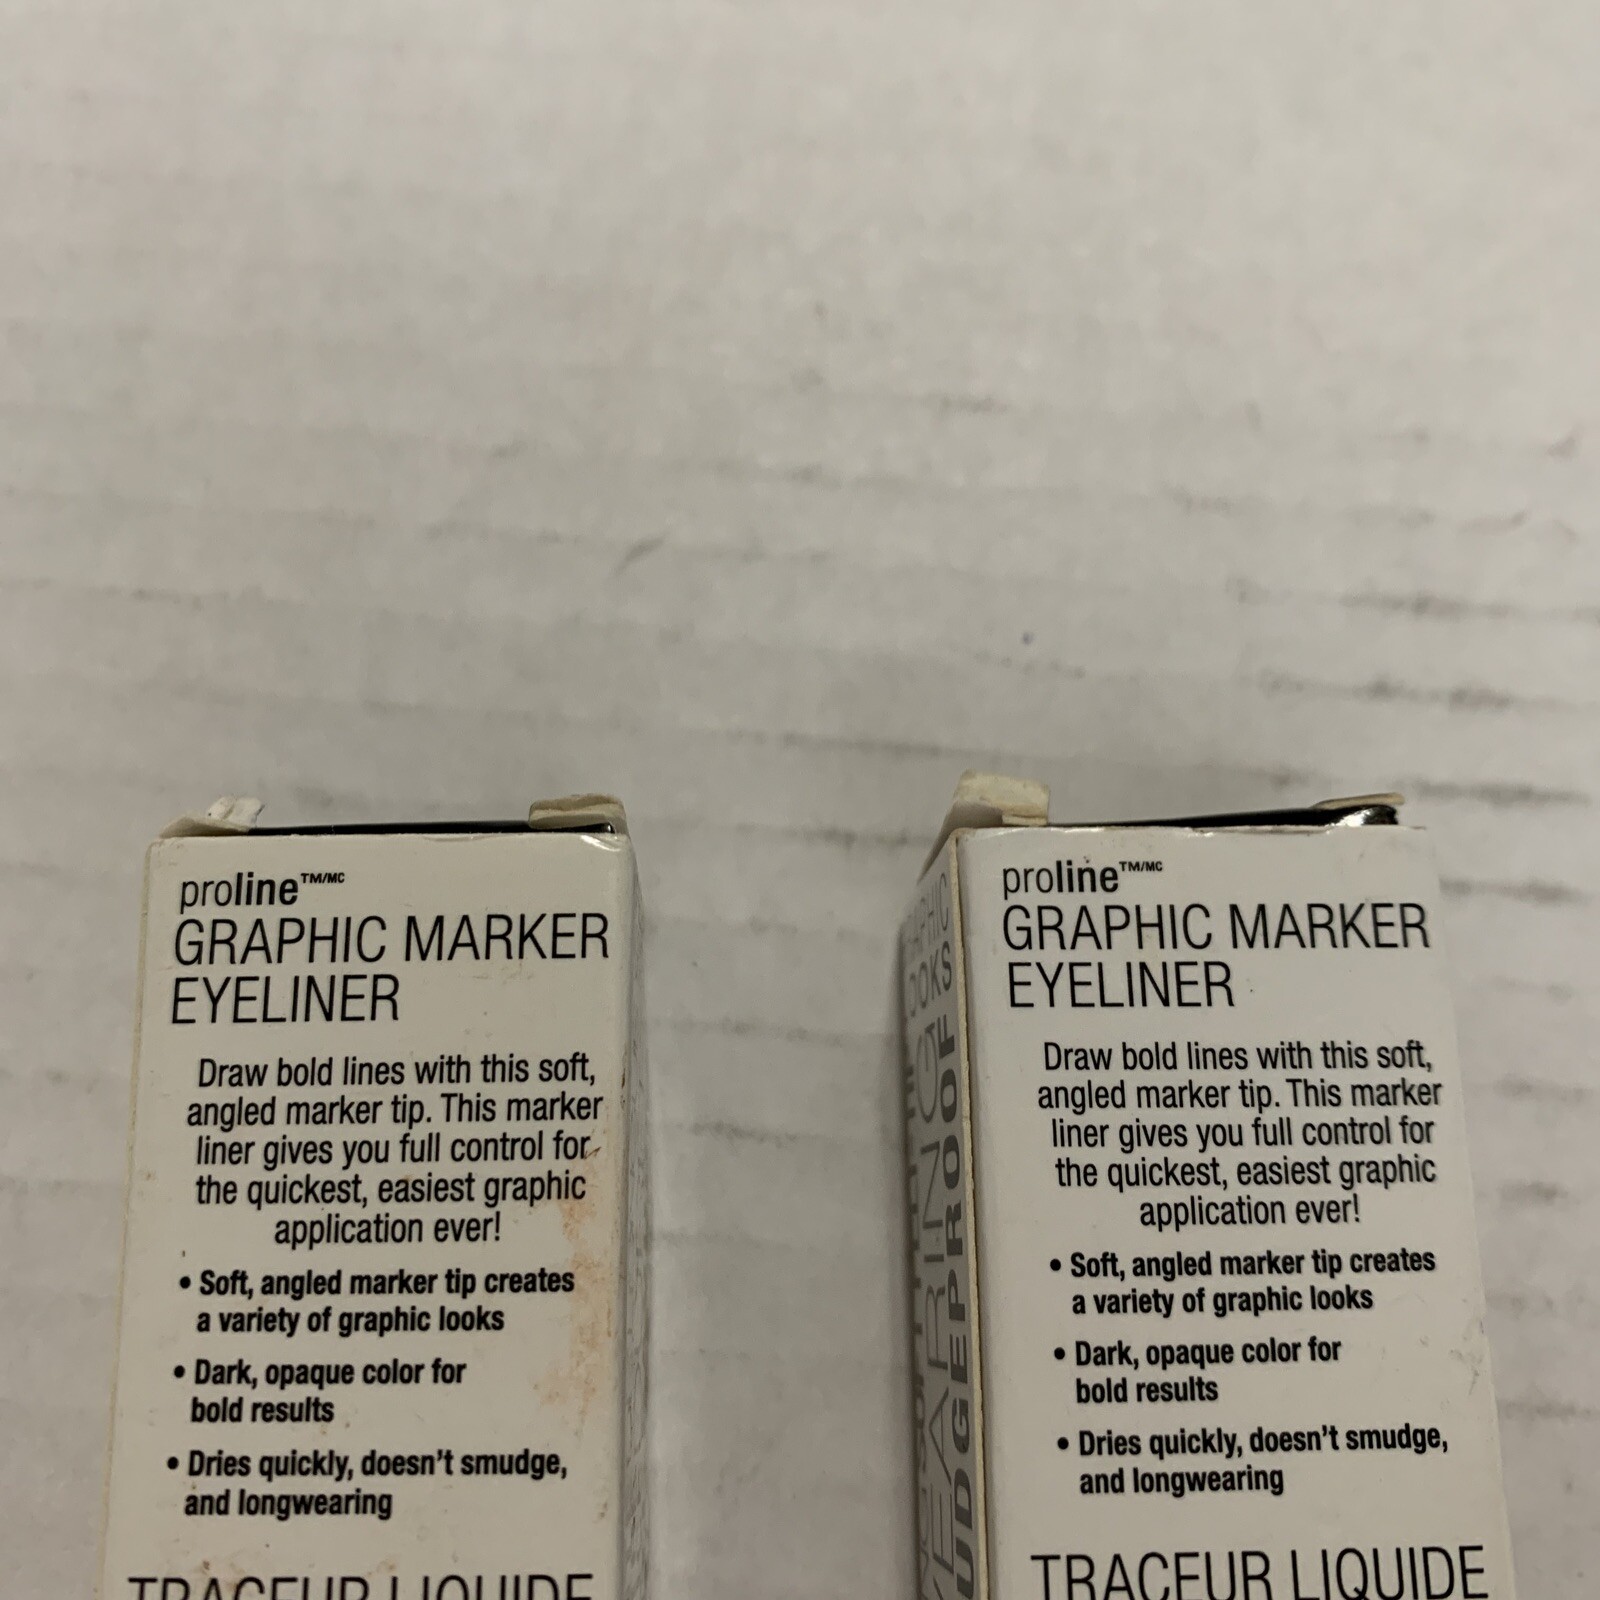 proline™/MC
GRAPHIC MARKER
EYELINER
Draw bold lines with this soft,
angled marker tip. This marker
liner gives you full control for
the quickest, easiest graphic
application ever!
• Soft, angled marker tip creates
a variety of graphic looks
• Dark, opaque color for
bold results
• Dries quickly, doesn't smudge,
and longwearing
TRACEUR LIQUIDE
proline™/MC
GRAPHIC MARKER
EYELINER
Draw bold lines with this soft,
angled marker tip. This marker
liner gives you full control for
the quickest, easiest graphic
application ever!
• Soft, angled marker tip creates
a variety of graphic looks
• Dark, opaque color for
bold results
• Dries quickly, doesn't smudge,
and longwearing
TRACEUR LIQUIDE